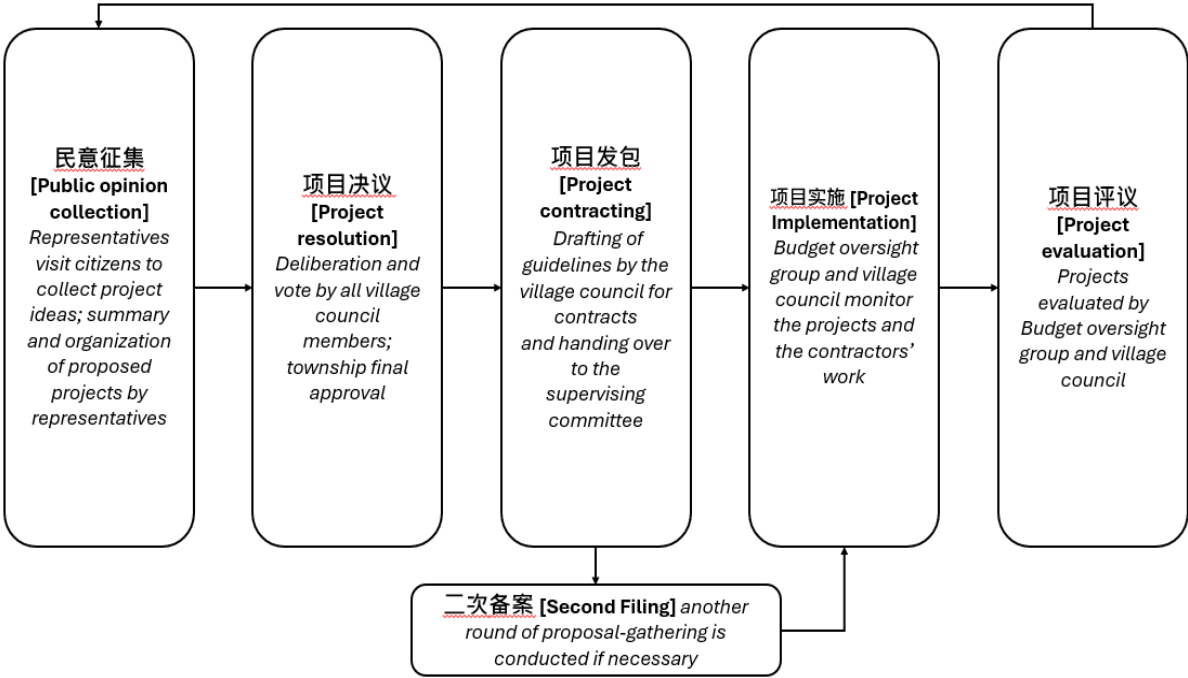 民意征集
[Public opinion
collection]
Representatives
visit citizens to
collect project
ideas; summary
and organization
of proposed
projects by
representatives
项目决议
[Project
resolution]
Deliberation and
vote by all village
council
members;
township final
approval
项目发包
[Project
contracting]
Drafting of
guidelines by the
village council for
contracts
and handing over
to the
supervising
committee
项目实施 [Project
Implementation]
Budget oversight
group and village
council monitor
the projects and
the contractors’
work
项目评议
[Project
evaluation]
Projects
evaluated by
Budget oversight
group and village
council
二次备案 [Second Filing] another
round of proposal-gathering is
conducted if necessary